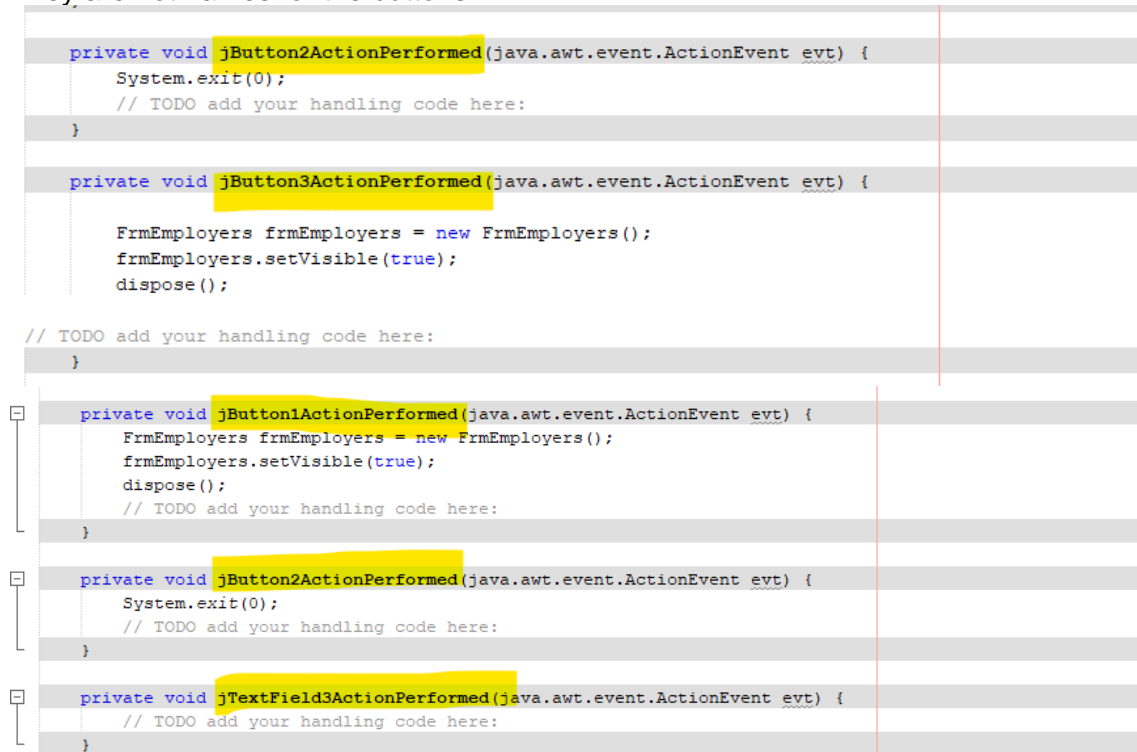 private void jButton2ActionPerformed(java.awt.event.ActionEvent evt) {
System.exit(0);
// TODO add your handling code here:
}
private void jButton3ActionPerformed(java.awt.event.ActionEvent evt) {
FrmEmployers frmEmployers = new FrmEmployers();
frmEmployers.setVisible(true);
dispose();
// TODO add your handling code here:
}
private void jButton1ActionPerformed(java.awt.event.ActionEvent evt) {
FrmEmployers frmEmployers = new FrmEmployers();
frmEmployers.setVisible(true);
dispose();
// TODO add your handling code here:
}
private void jButton2ActionPerformed(java.awt.event.ActionEvent evt) {
System.exit(0);
// TODO add your handling code here:
}
private void jTextField3ActionPerformed(java.awt.event.ActionEvent evt) {
// TODO add your handling code here:
}